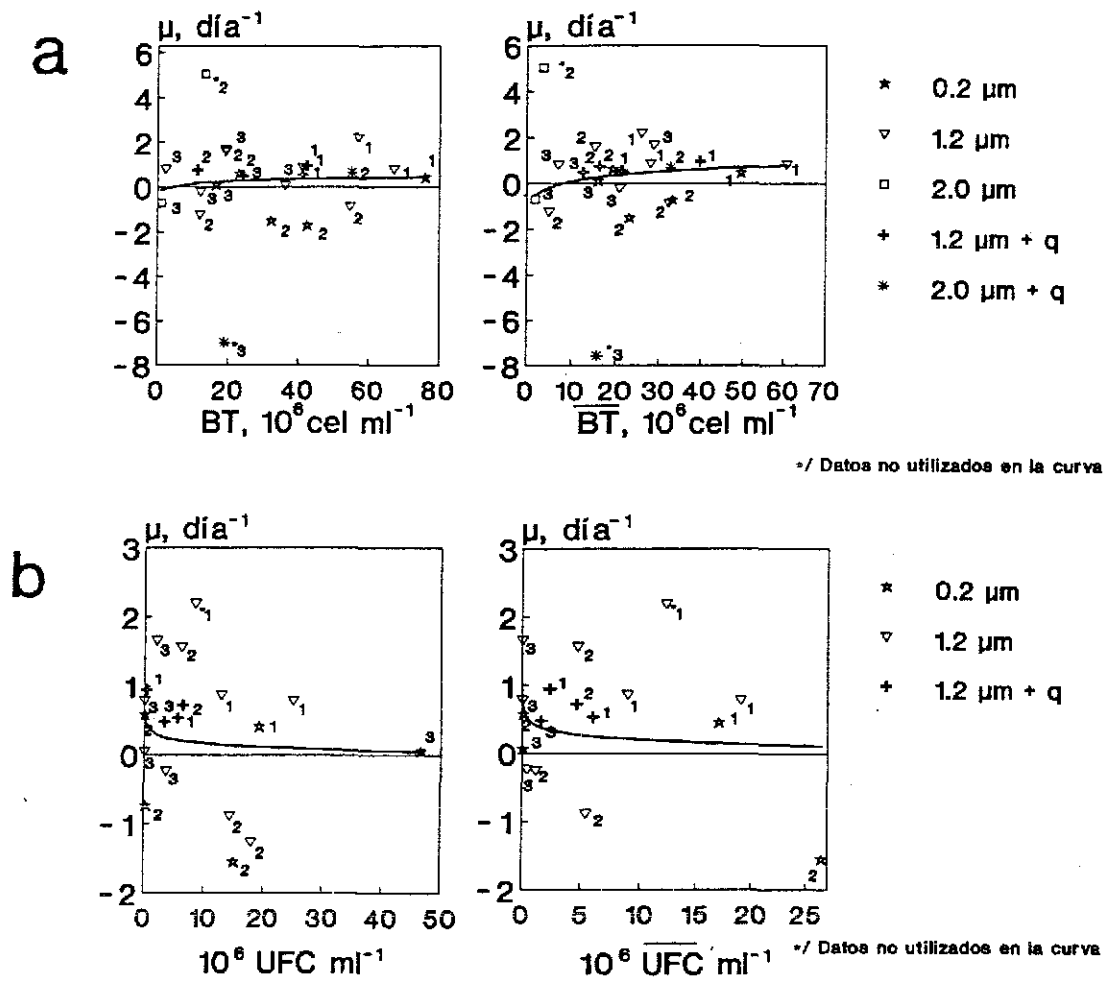 a
μ, día⁻¹
μ, día⁻¹
6
4
2
0
-2
-4
-6
-8
6
4
2
0
-2
-4
-6
-8
0 20 40 60 80
0 10 20 30 40 50 60 70
BT, 10⁶cel ml⁻¹
B̅T̅, 10⁶cel ml⁻¹
0.2 μm
1.2 μm
2.0 μm
1.2 μm + q
2.0 μm + q
*/ Datos no utilizados en la curva
b
μ, día⁻¹
μ, día⁻¹
3
2
1
0
-1
-2
3
2
1
0
-1
-2
0 10 20 30 40 50
0 5 10 15 20 25
10⁶ UFC ml⁻¹
10⁶ U̅F̅C̅ ml⁻¹
0.2 μm
1.2 μm
1.2 μm + q
*/ Datos no utilizados en la curva